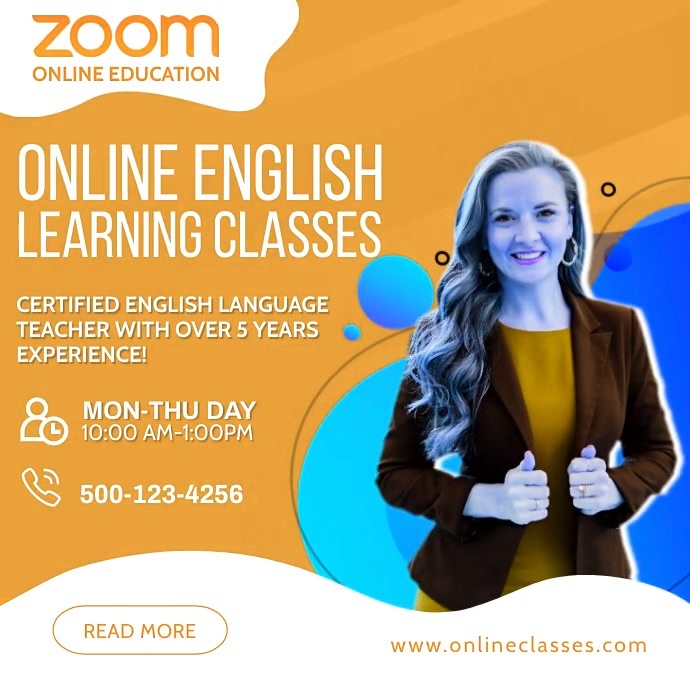 zoom
ONLINE EDUCATION
ONLINE ENGLISH
LEARNING CLASSES
CERTIFIED ENGLISH LANGUAGE
TEACHER WITH OVER 5 YEARS
EXPERIENCE!
MON-THU DAY
10:00 AM-1:00PM
500-123-4256
READ MORE
www.onlineclasses.com